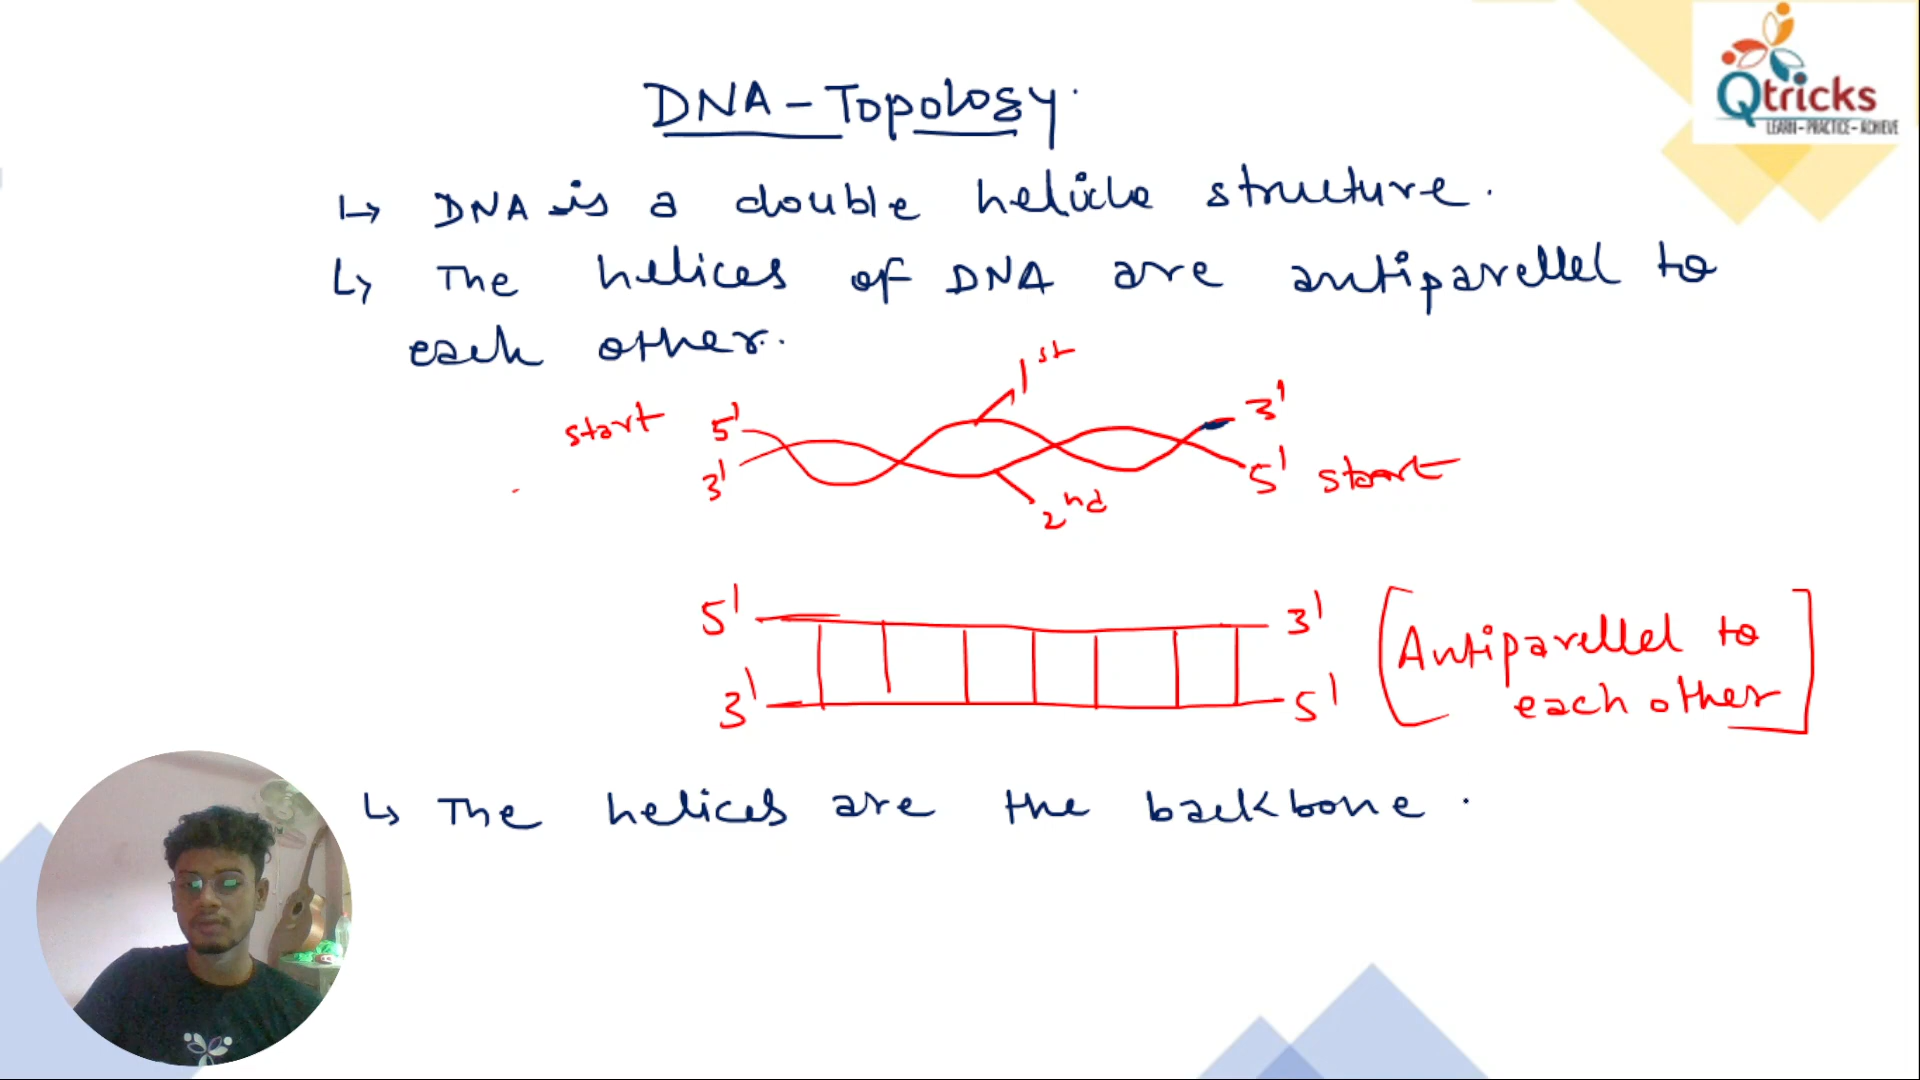 DNA - Topology.
Qtricks
LEARN - PRACTICE - ACHIEVE
↳ DNA is a double helicle structure.
↳ The helices of DNA are antiparellel to
each other.
1st
start 5' 3'
3' 5' start
2nd
5' 3'
3' 5'
[Antiparellel to
each other]
↳ The helices are the backbone.